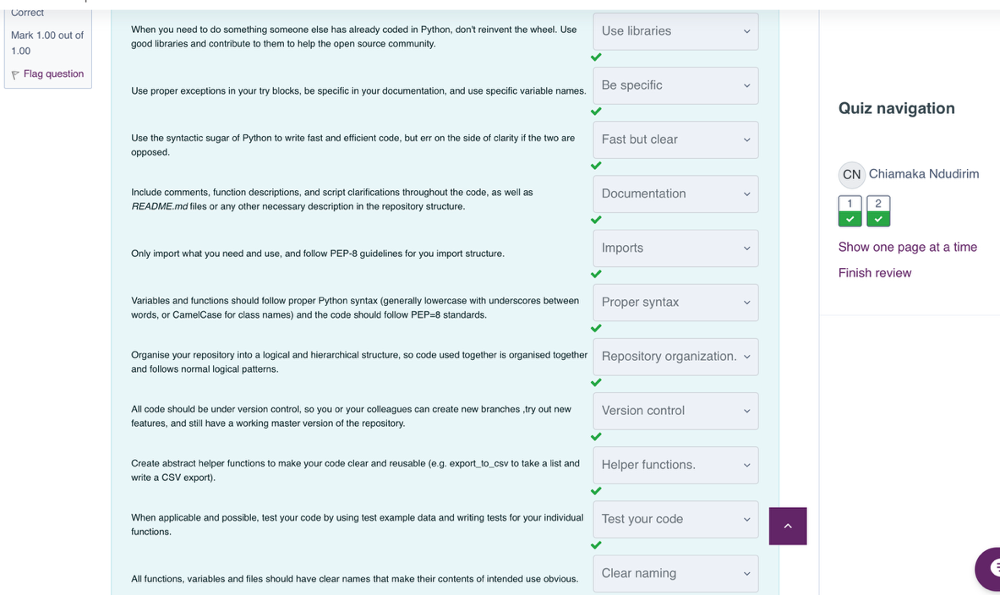 Correct
Mark 1.00 out of
1.00
Flag question
When you need to do something someone else has already coded in Python, don't reinvent the wheel. Use
good libraries and contribute to them to help the open source community.
Use libraries
Use proper exceptions in your try blocks, be specific in your documentation, and use specific variable names.
Be specific
Use the syntactic sugar of Python to write fast and efficient code, but err on the side of clarity if the two are
opposed.
Fast but clear
Include comments, function descriptions, and script clarifications throughout the code, as well as
README.md files or any other necessary description in the repository structure.
Documentation
Only import what you need and use, and follow PEP-8 guidelines for you import structure.
Imports
Variables and functions should follow proper Python syntax (generally lowercase with underscores between
words, or CamelCase for class names) and the code should follow PEP=8 standards.
Proper syntax
Organise your repository into a logical and hierarchical structure, so code used together is organised together
and follows normal logical patterns.
Repository organization.
All code should be under version control, so you or your colleagues can create new branches ,try out new
features, and still have a working master version of the repository.
Version control
Create abstract helper functions to make your code clear and reusable (e.g. export_to_csv to take a list and
write a CSV export).
Helper functions.
When applicable and possible, test your code by using test example data and writing tests for your individual
functions.
Test your code
All functions, variables and files should have clear names that make their contents of intended use obvious.
Clear naming
Quiz navigation
CN Chiamaka Ndudirim
1 2
Show one page at a time
Finish review